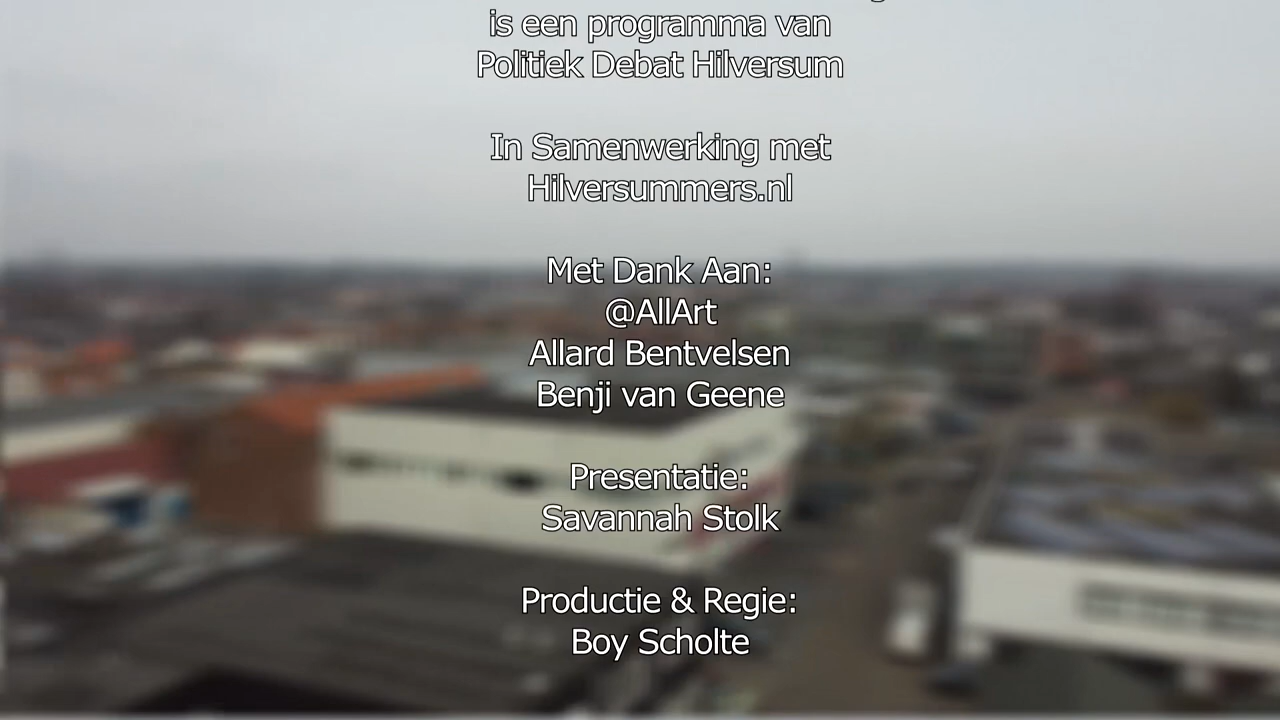 is een programma van
Politiek Debat Hilversum
In Samenwerking met
Hilversummers.nl
Met Dank Aan:
@AllArt
Allard Bentvelsen
Benji van Geene
Presentatie:
Savannah Stolk
Productie & Regie:
Boy Scholte